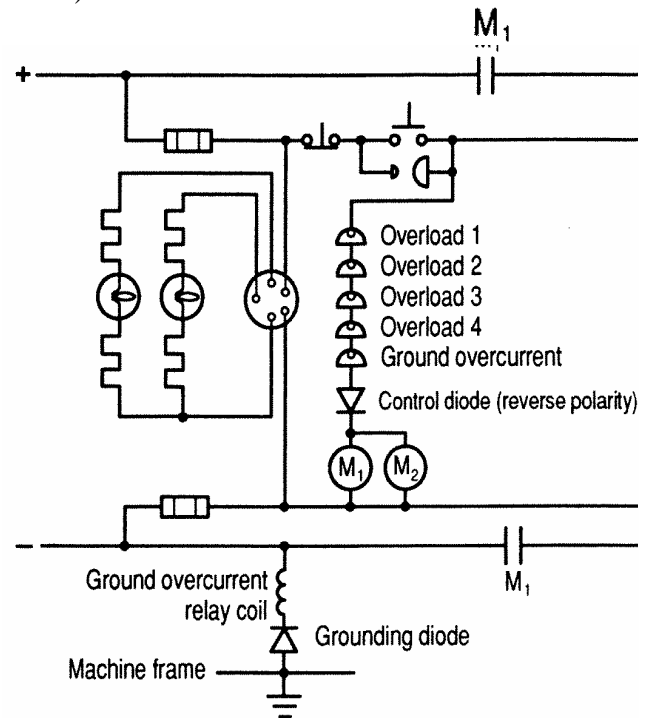 M₁
+
Overload 1
Overload 2
Overload 3
Overload 4
Ground overcurrent
Control diode (reverse polarity)
M₁ M₂
−
M₁
Ground overcurrent
relay coil
Grounding diode
Machine frame